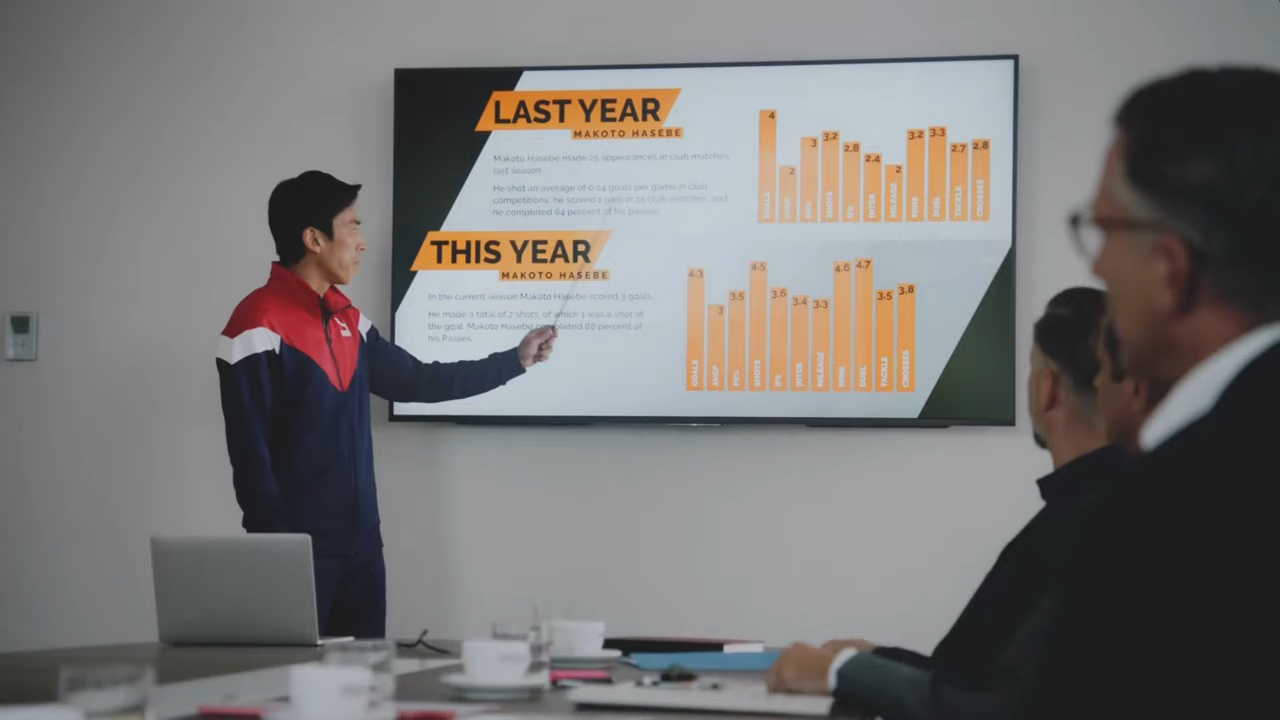 LAST YEAR
MAKOTO HASEBE
Makoto Hasebe made 25 appearances in club matches,
last season.
He shot an average of 0.04 goals per game in club
competitions, he scored 1 goal in 25 club matches, and
he completed 64 percent of his passes.
4 2 3 3.2 2.8 2.4 2 3.2 3.3 2.7 2.8
GOALS SHOTS INTER MILEAGE DUEL TACKLE CROSSES
THIS YEAR
MAKOTO HASEBE
In the current season Makoto Hasebe scored 3 goals.
He made a total of 2 shots, of which 1 was a shot at
the goal. Makoto Hasebe completed 88 percent of
his Passes.
4.3 3 3.5 4.5 3.6 3.4 3.3 4.6 4.7 3.5 3.8
GOALS SHOTS INTER MILEAGE DUEL TACKLE CROSSES